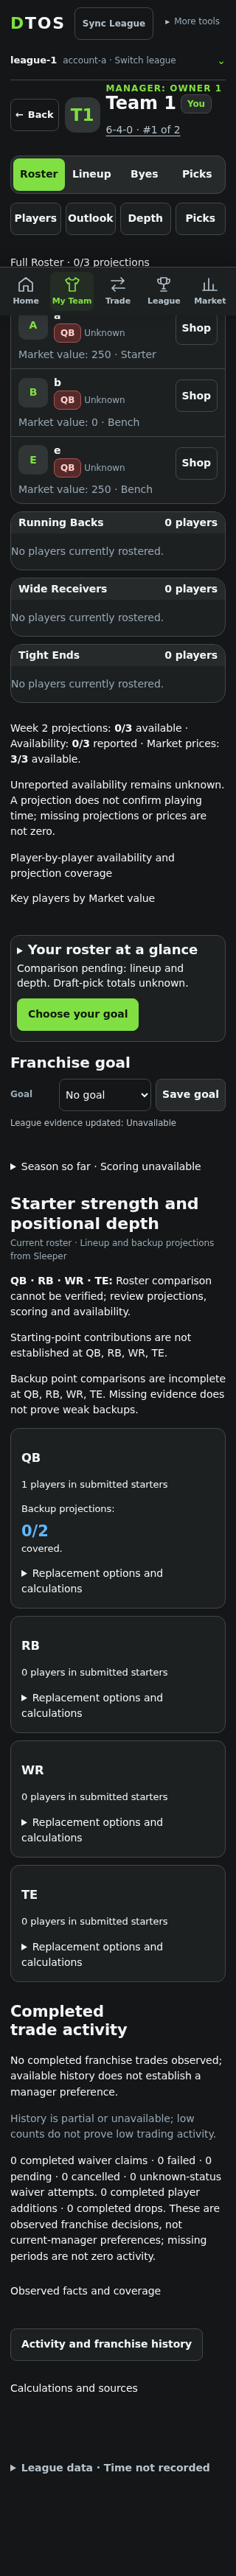 DTOS
Sync League
▸ More tools
league-1 account-a · Switch league
MANAGER: OWNER 1
← Back
T1
Team 1 You
6-4-0 · #1 of 2
Roster Lineup Byes Picks
Players Outlook Depth Picks
Full Roster · 0/3 projections
Home My Team Trade League Market
A
a
QB Unknown
Shop
Market value: 250 · Starter
B
b
QB Unknown
Shop
Market value: 0 · Bench
E
e
QB Unknown
Shop
Market value: 250 · Bench
Running Backs 0 players
No players currently rostered.
Wide Receivers 0 players
No players currently rostered.
Tight Ends 0 players
No players currently rostered.
Week 2 projections: 0/3 available ·
Availability: 0/3 reported · Market prices:
3/3 available.
Unreported availability remains unknown.
A projection does not confirm playing
time; missing projections or prices are
not zero.
Player-by-player availability and
projection coverage
Key players by Market value
▸ Your roster at a glance
Comparison pending: lineup and
depth. Draft-pick totals unknown.
Choose your goal
Franchise goal
Goal No goal Save goal
League evidence updated: Unavailable
▸ Season so far · Scoring unavailable
Starter strength and
positional depth
Current roster · Lineup and backup projections
from Sleeper
QB · RB · WR · TE: Roster comparison
cannot be verified; review projections,
scoring and availability.
Starting-point contributions are not
established at QB, RB, WR, TE.
Backup point comparisons are incomplete
at QB, RB, WR, TE. Missing evidence does
not prove weak backups.
QB
1 players in submitted starters
Backup projections:
0/2
covered.
▸ Replacement options and
calculations
RB
0 players in submitted starters
▸ Replacement options and
calculations
WR
0 players in submitted starters
▸ Replacement options and
calculations
TE
0 players in submitted starters
▸ Replacement options and
calculations
Completed
trade activity
No completed franchise trades observed;
available history does not establish a
manager preference.
History is partial or unavailable; low
counts do not prove low trading activity.
0 completed waiver claims · 0 failed · 0
pending · 0 cancelled · 0 unknown-status
waiver attempts. 0 completed player
additions · 0 completed drops. These are
observed franchise decisions, not
current-manager preferences; missing
periods are not zero activity.
Observed facts and coverage
Activity and franchise history
Calculations and sources
▸ League data · Time not recorded